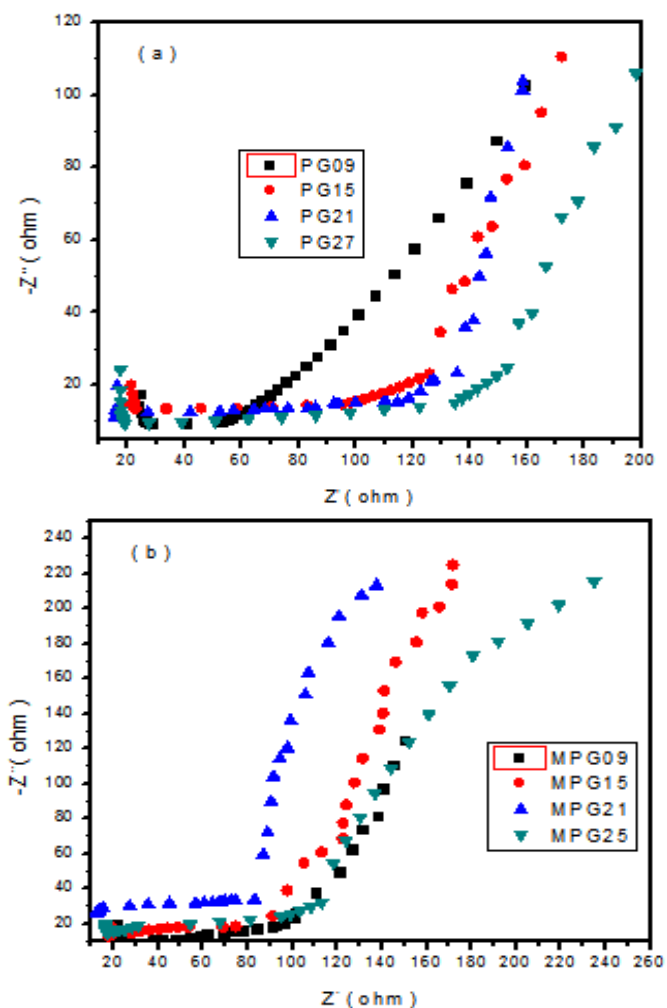 120
100
80
60
40
20
-Z'' ( ohm )
( a )
PG09
PG15
PG21
PG27
20 40 60 80 100 120 140 160 180 200
Z' ( ohm )
240
220
200
180
160
140
120
100
80
60
40
20
-Z'' ( ohm )
( b )
MPG09
MPG15
MPG21
MPG25
20 40 60 80 100 120 140 160 180 200 220 240 260
Z' ( ohm )